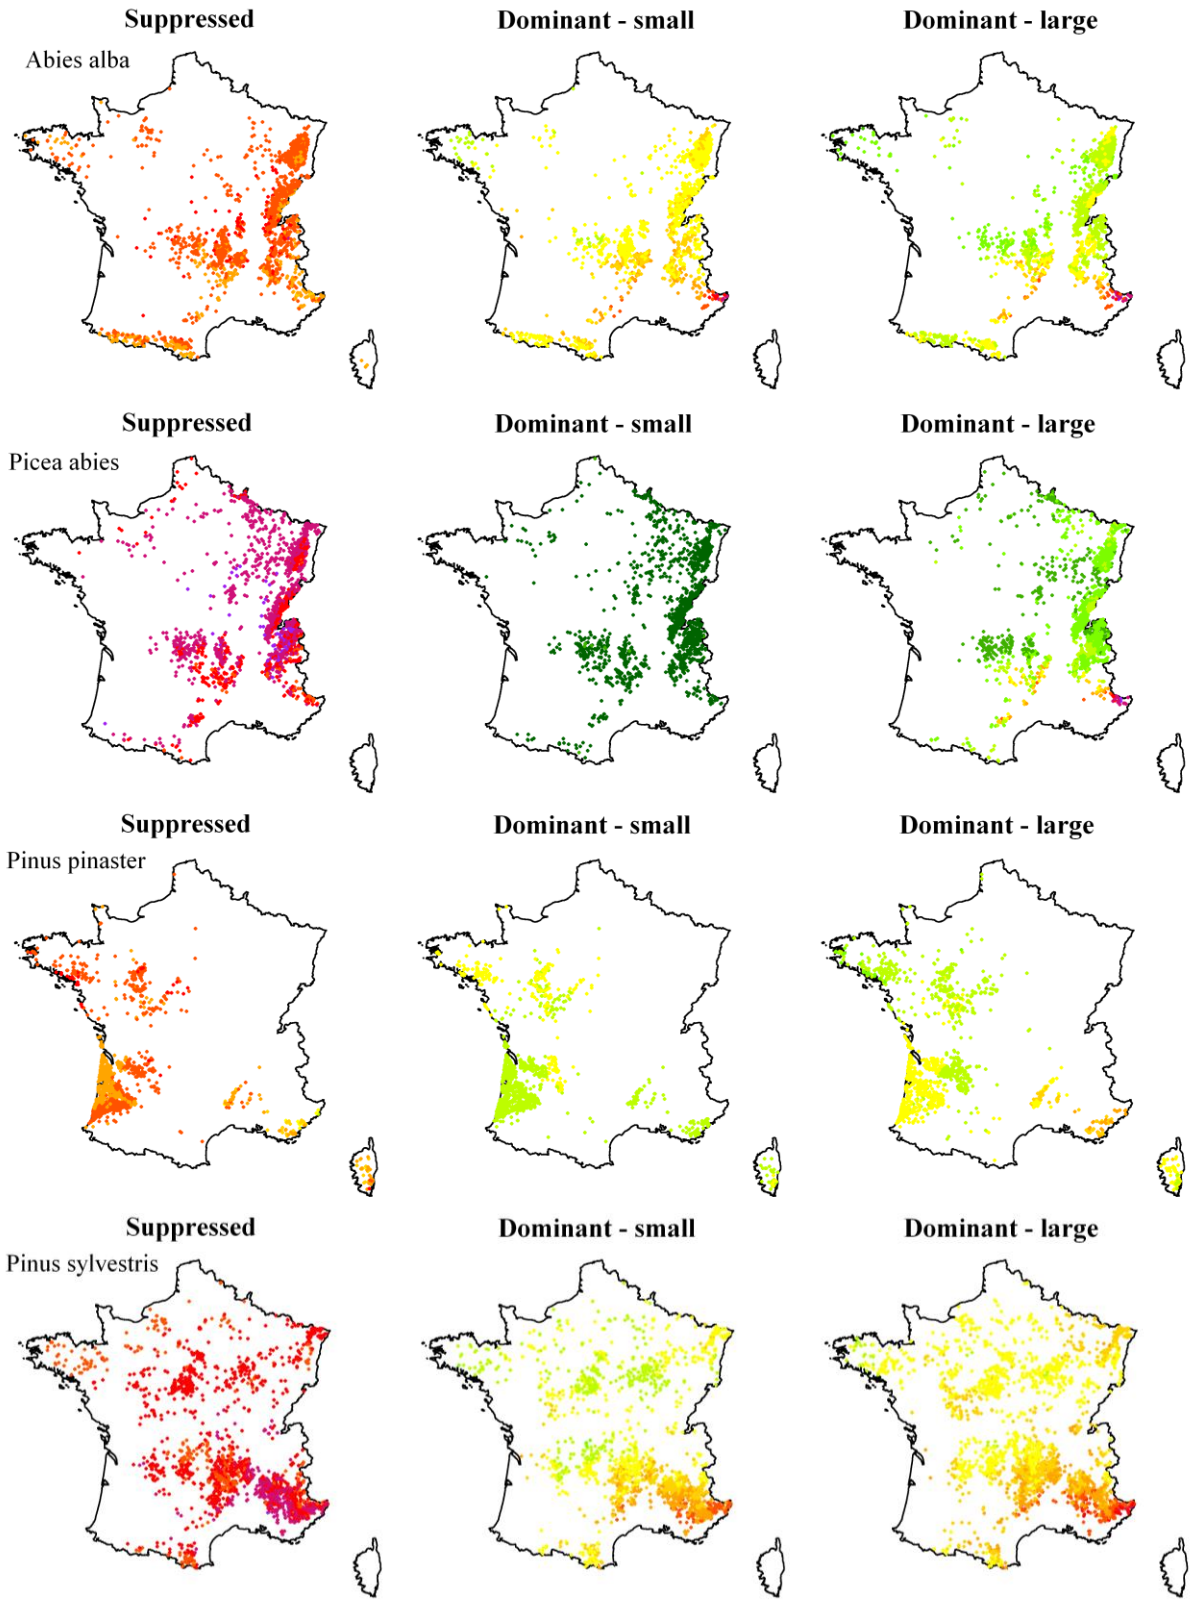 Suppressed Dominant - small Dominant - large
Abies alba
Suppressed Dominant - small Dominant - large
Picea abies
Suppressed Dominant - small Dominant - large
Pinus pinaster
Suppressed Dominant - small Dominant - large
Pinus sylvestris